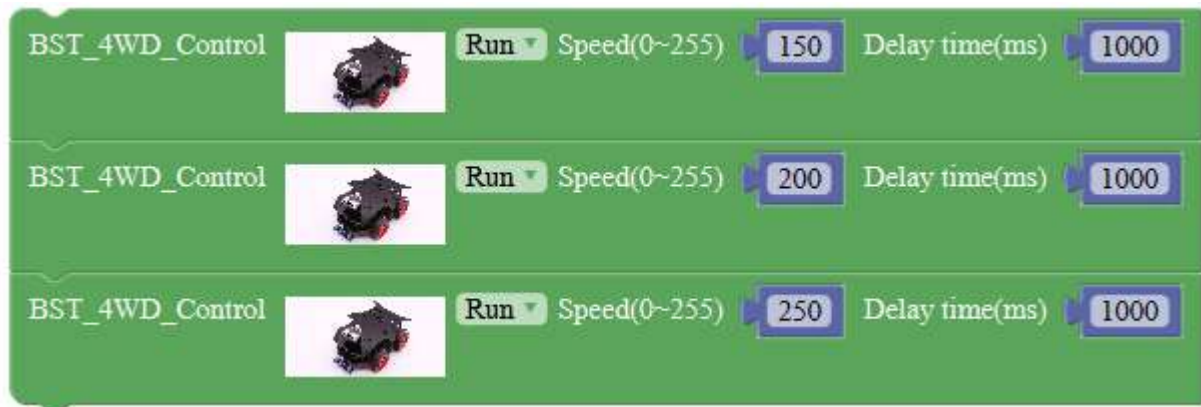 BST_4WD_Control Run Speed(0~255) 150 Delay time(ms) 1000
BST_4WD_Control Run Speed(0~255) 200 Delay time(ms) 1000
BST_4WD_Control Run Speed(0~255) 250 Delay time(ms) 1000